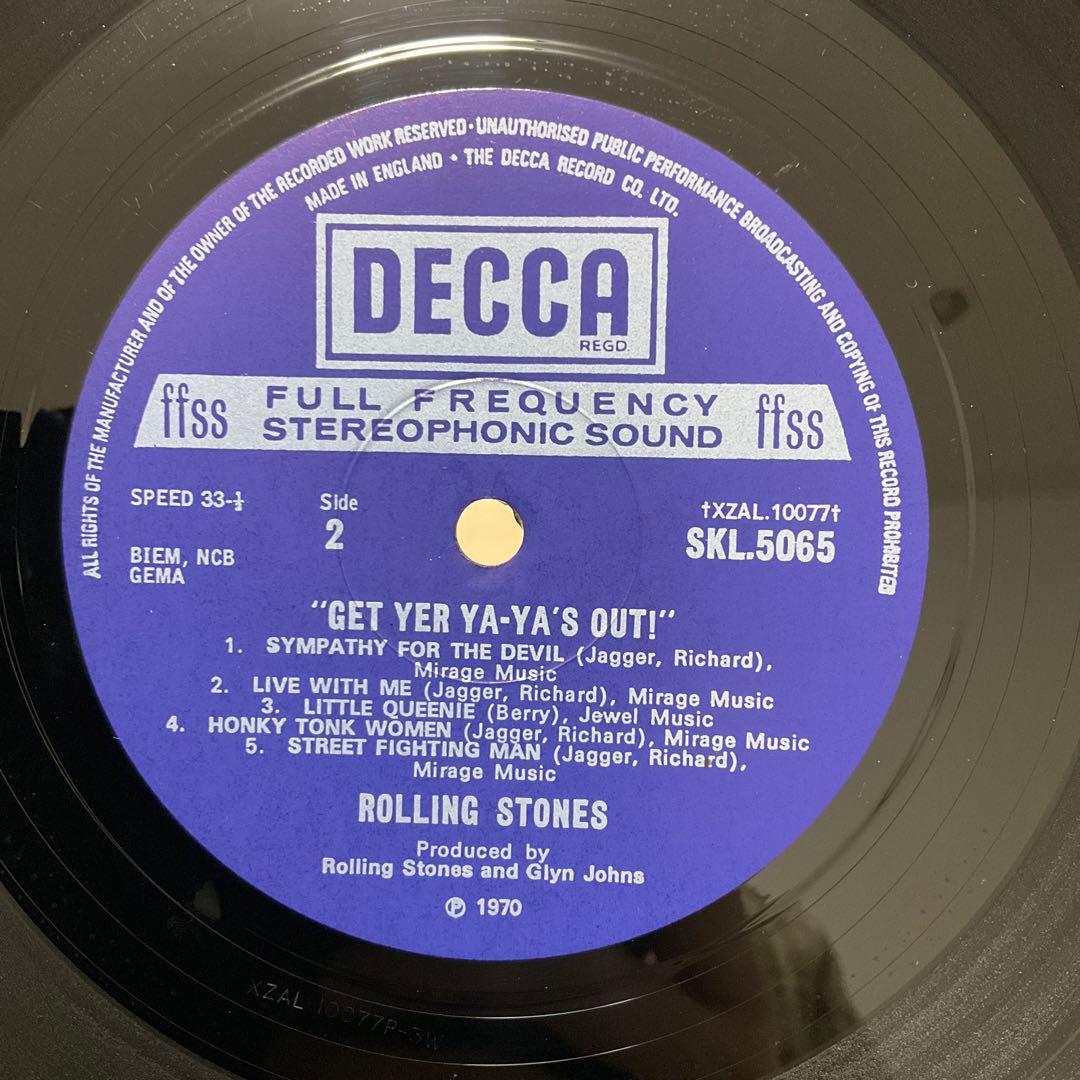 ALL RIGHTS OF THE MANUFACTURER AND OF THE OWNER OF THE RECORDED WORK RESERVED · UNAUTHORISED PUBLIC PERFORMANCE BROADCASTING AND COPYING OF THIS RECORD PROHIBITED
MADE IN ENGLAND • THE DECCA RECORD CO. LTD.
DECCA
REGD.
ffss FULL FREQUENCY ffss
STEREOPHONIC SOUND
SPEED 33-⅓
Side
2
†XZAL.10077†
SKL.5065
BIEM, NCB
GEMA
"GET YER YA-YA'S OUT!"
1. SYMPATHY FOR THE DEVIL (Jagger, Richard),
Mirage Music
2. LIVE WITH ME (Jagger, Richard), Mirage Music
3. LITTLE QUEENIE (Berry), Jewel Music
4. HONKY TONK WOMEN (Jagger, Richard), Mirage Music
5. STREET FIGHTING MAN (Jagger, Richard),
Mirage Music
ROLLING STONES
Produced by
Rolling Stones and Glyn Johns
℗ 1970
XZAL 10077P-5W